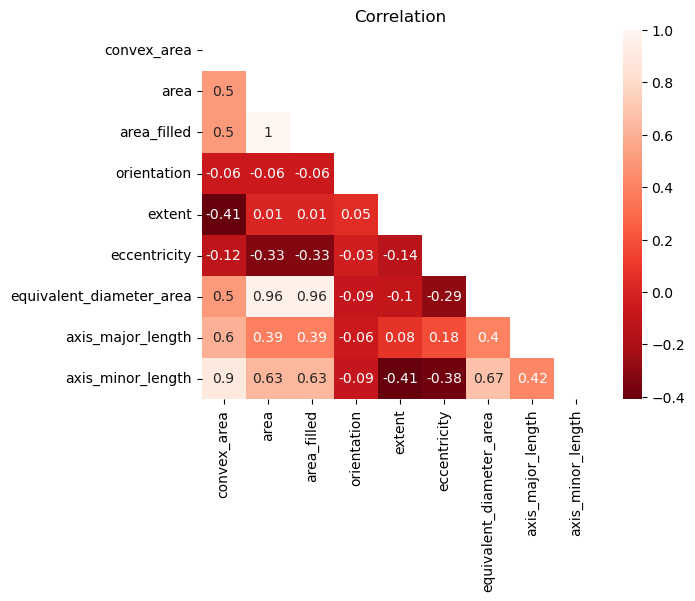 Correlation
convex_area
area 0.5
area_filled 0.5 1
orientation -0.06 -0.06 -0.06
extent -0.41 0.01 0.01 0.05
eccentricity -0.12 -0.33 -0.33 -0.03 -0.14
equivalent_diameter_area 0.5 0.96 0.96 -0.09 -0.1 -0.29
axis_major_length 0.6 0.39 0.39 -0.06 0.08 0.18 0.4
axis_minor_length 0.9 0.63 0.63 -0.09 -0.41 -0.38 0.67 0.42
convex_area
area
area_filled
orientation
extent
eccentricity
equivalent_diameter_area
axis_major_length
axis_minor_length
1.0
0.8
0.6
0.4
0.2
0.0
−0.2
−0.4